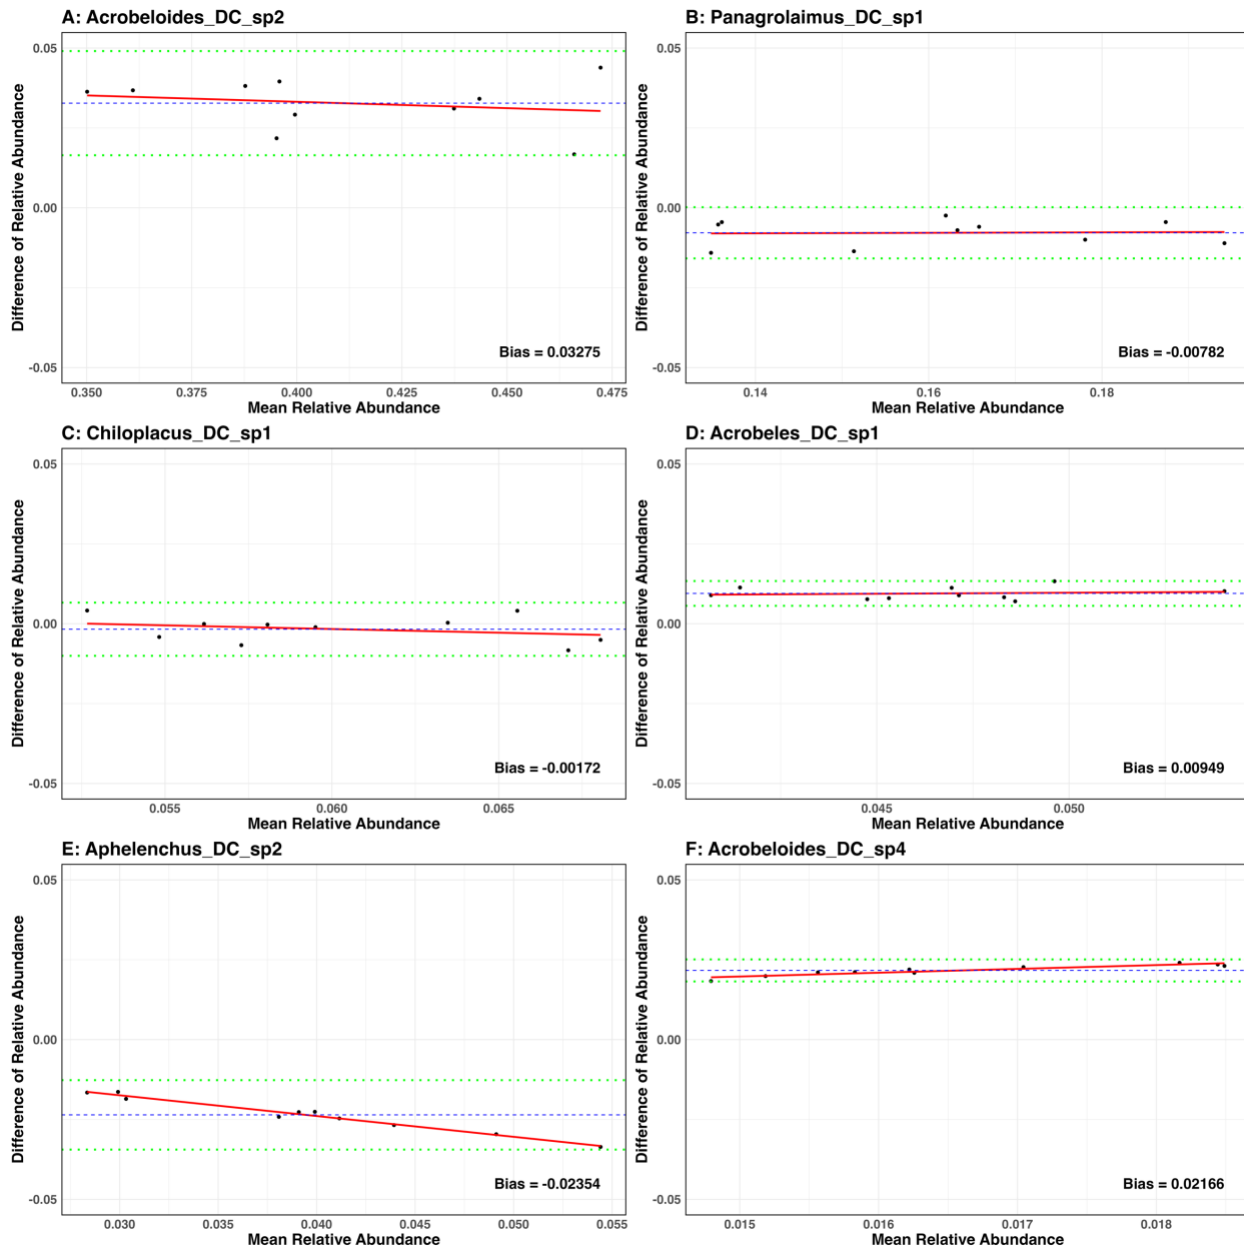 A: Acrobeloides_DC_sp2
Difference of Relative Abundance
0.05
0.00
-0.05
Bias = 0.03275
0.350 0.375 0.400 0.425 0.450 0.475
Mean Relative Abundance
B: Panagrolaimus_DC_sp1
Difference of Relative Abundance
0.05
0.00
-0.05
Bias = -0.00782
0.14 0.16 0.18
Mean Relative Abundance
C: Chiloplacus_DC_sp1
Difference of Relative Abundance
0.05
0.00
-0.05
Bias = -0.00172
0.055 0.060 0.065
Mean Relative Abundance
D: Acrobeles_DC_sp1
Difference of Relative Abundance
0.05
0.00
-0.05
Bias = 0.00949
0.045 0.050
Mean Relative Abundance
E: Aphelenchus_DC_sp2
Difference of Relative Abundance
0.05
0.00
-0.05
Bias = -0.02354
0.030 0.035 0.040 0.045 0.050 0.055
Mean Relative Abundance
F: Acrobeloides_DC_sp4
Difference of Relative Abundance
0.05
0.00
-0.05
Bias = 0.02166
0.015 0.016 0.017 0.018
Mean Relative Abundance